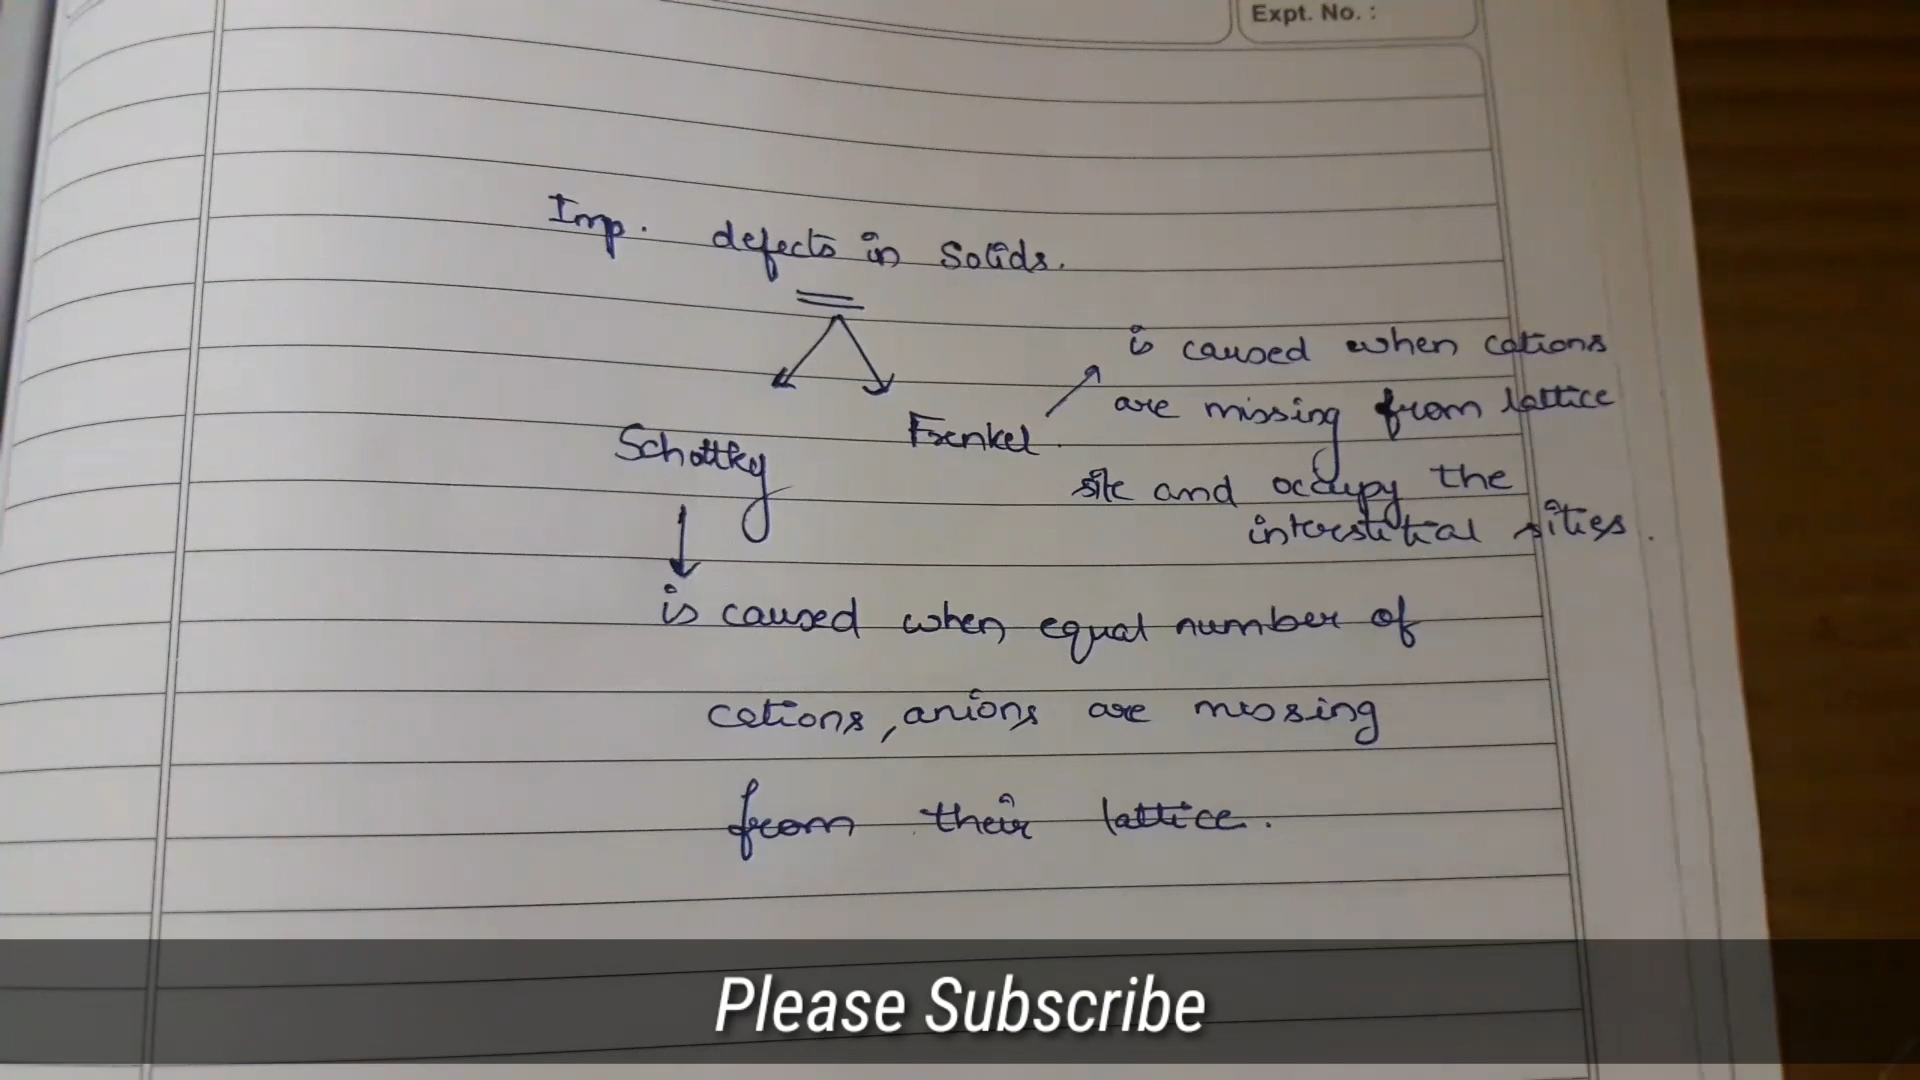 Expt. No. :
Imp. defects in Solids.
Schottky
Frenkel
is caused when cations
are missing from lattice
site and occupy the
interstitial sities.
is caused when equal number of
cations, anions are missing
from their lattice.
Please Subscribe